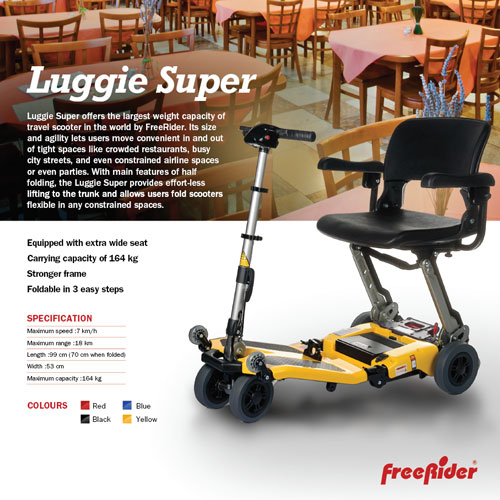 Luggie Super
Luggie Super offers the largest weight capacity of
travel scooter in the world by FreeRider. Its size
and agility lets users move convenient in and out
of tight spaces like crowded restaurants, busy
city streets, and even constrained airline spaces
or even parties. With main features of half
folding, the Luggie Super provides effort-less
lifting to the trunk and allows users fold scooters
flexible in any constrained spaces.
Equipped with extra wide seat
Carrying capacity of 164 kg
Stronger frame
Foldable in 3 easy steps
SPECIFICATION
Maximum speed :7 km/h
Maximum range :18 km
Length :99 cm (70 cm when folded)
Width :53 cm
Maximum capacity :164 kg
COLOURS
Red Blue
Black Yellow
FreeRider®